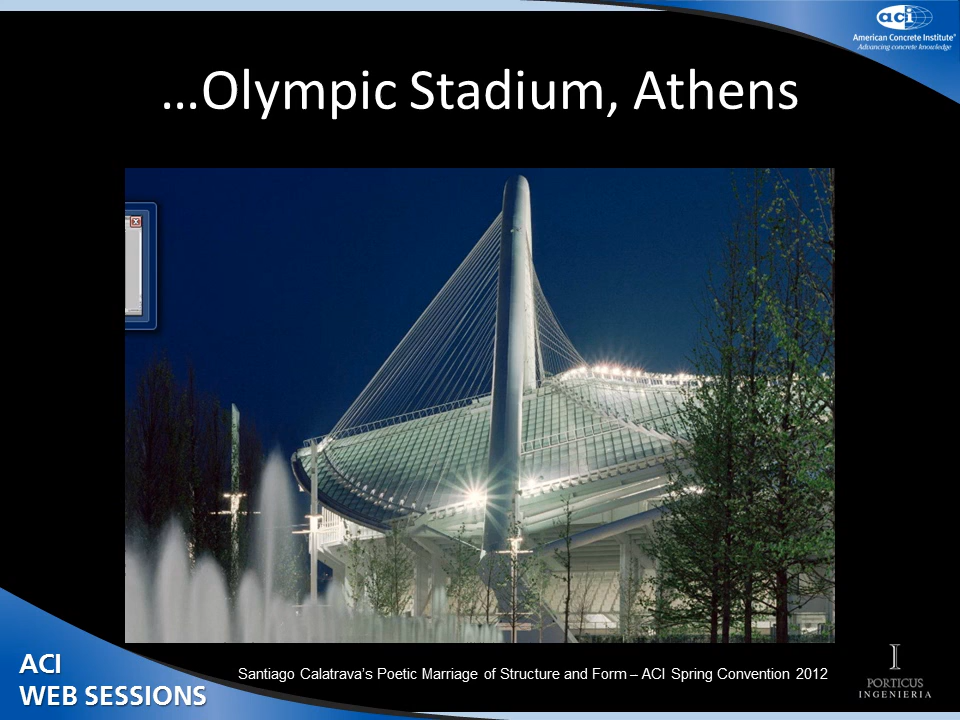 aci
American Concrete Institute®
Advancing concrete knowledge
…Olympic Stadium, Athens
ACI
WEB SESSIONS
Santiago Calatrava’s Poetic Marriage of Structure and Form – ACI Spring Convention 2012
PORTICUS
INGENIERIA